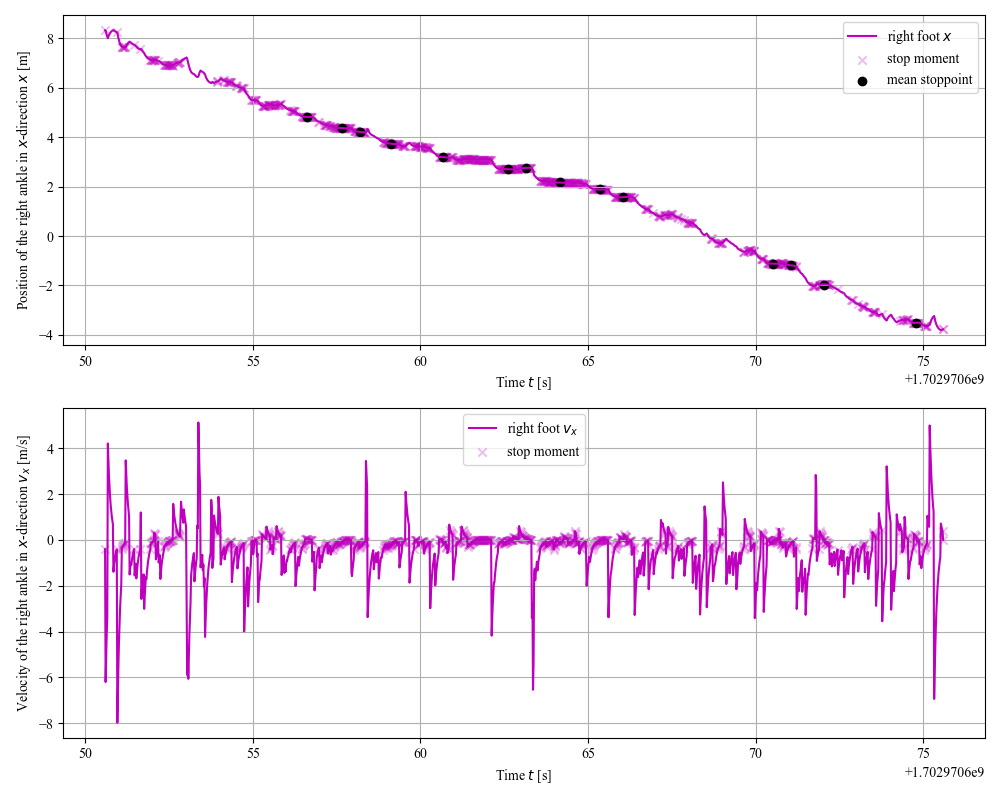 Position of the right ankle in x-direction x [m]
8
6
4
2
0
−2
−4
right foot x
stop moment
mean stoppoint
50
55
60
65
70
75
Time t [s]
+1.7029706e9
Velocity of the right ankle in x-direction vₓ [m/s]
4
2
0
−2
−4
−6
−8
right foot vₓ
stop moment
50
55
60
65
70
75
Time t [s]
+1.7029706e9